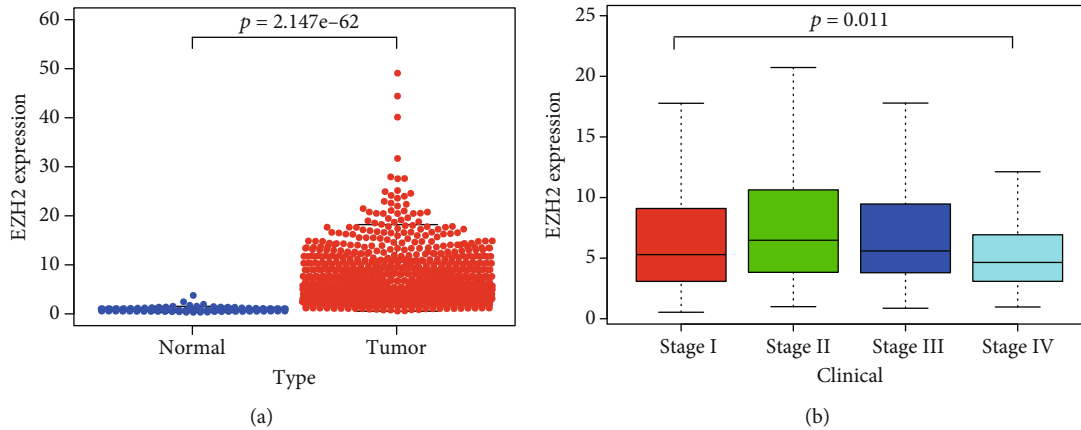 60
50
40
30
20
10
0
EZH2 expression
p = 2.147e–62
Normal
Tumor
Type
(a)
25
20
15
10
5
0
EZH2 expression
p = 0.011
Stage I
Stage II
Stage III
Stage IV
Clinical
(b)